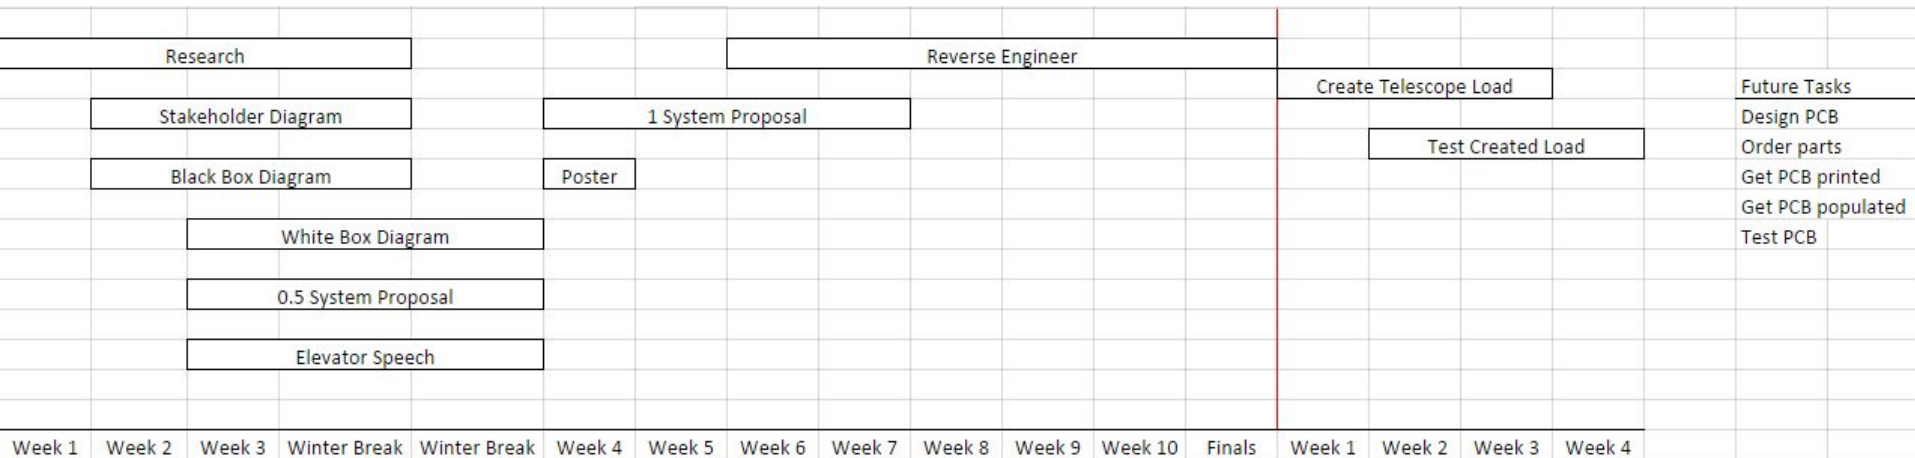 Research
Reverse Engineer
Create Telescope Load
Future Tasks
Stakeholder Diagram
1 System Proposal
Design PCB
Test Created Load
Order parts
Black Box Diagram
Poster
Get PCB printed
Get PCB populated
White Box Diagram
Test PCB
0.5 System Proposal
Elevator Speech
Week 1 Week 2 Week 3 Winter Break Winter Break Week 4 Week 5 Week 6 Week 7 Week 8 Week 9 Week 10 Finals Week 1 Week 2 Week 3 Week 4